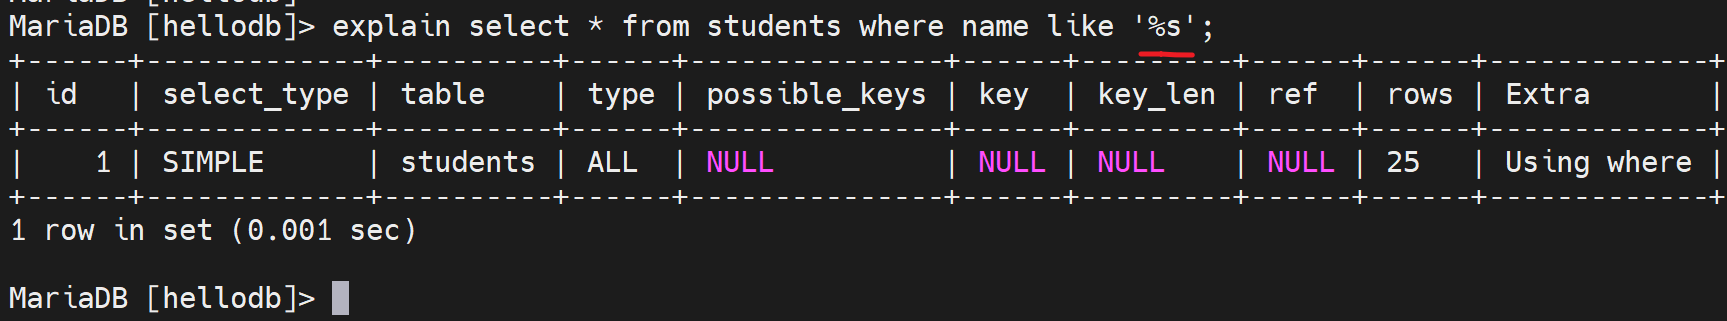 MariaDB [hellodb]> explain select * from students where name like '%s';
+------+-------------+----------+------+---------------+------+---------+------+------+-------------+
| id   | select_type | table    | type | possible_keys | key  | key_len | ref  | rows | Extra       |
+------+-------------+----------+------+---------------+------+---------+------+------+-------------+
|    1 | SIMPLE      | students | ALL  | NULL          | NULL | NULL    | NULL | 25   | Using where |
+------+-------------+----------+------+---------------+------+---------+------+------+-------------+
1 row in set (0.001 sec)
MariaDB [hellodb]>